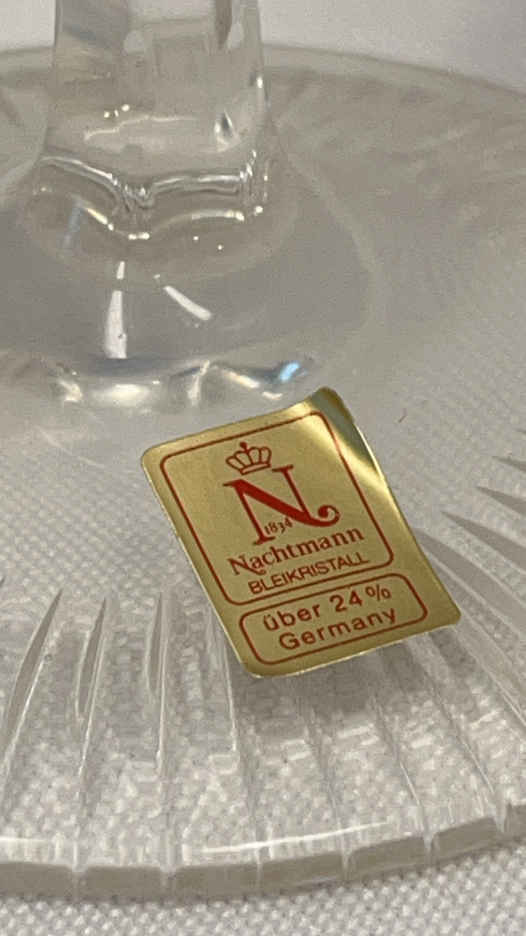 N
1834
Nachtmann
BLEIKRISTALL
über 24%
Germany